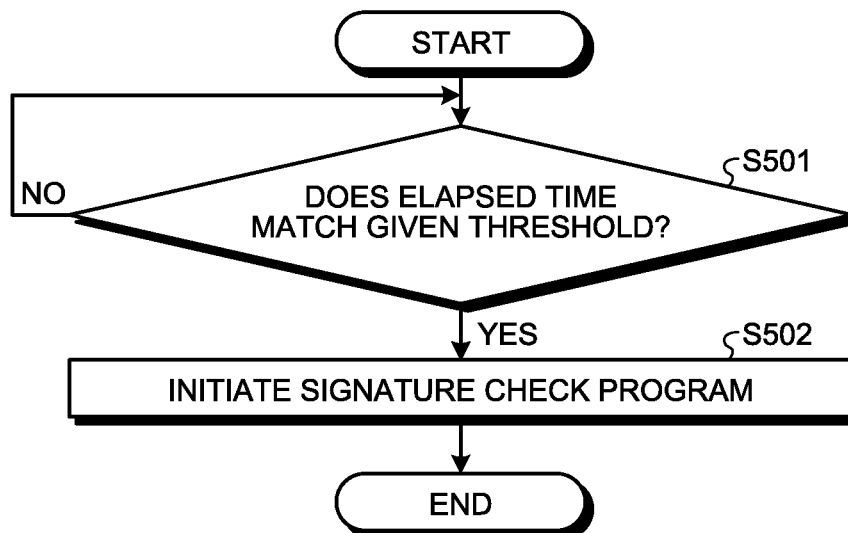 START
S501
DOES ELAPSED TIME
MATCH GIVEN THRESHOLD?
NO
YES
S502
INITIATE SIGNATURE CHECK PROGRAM
END